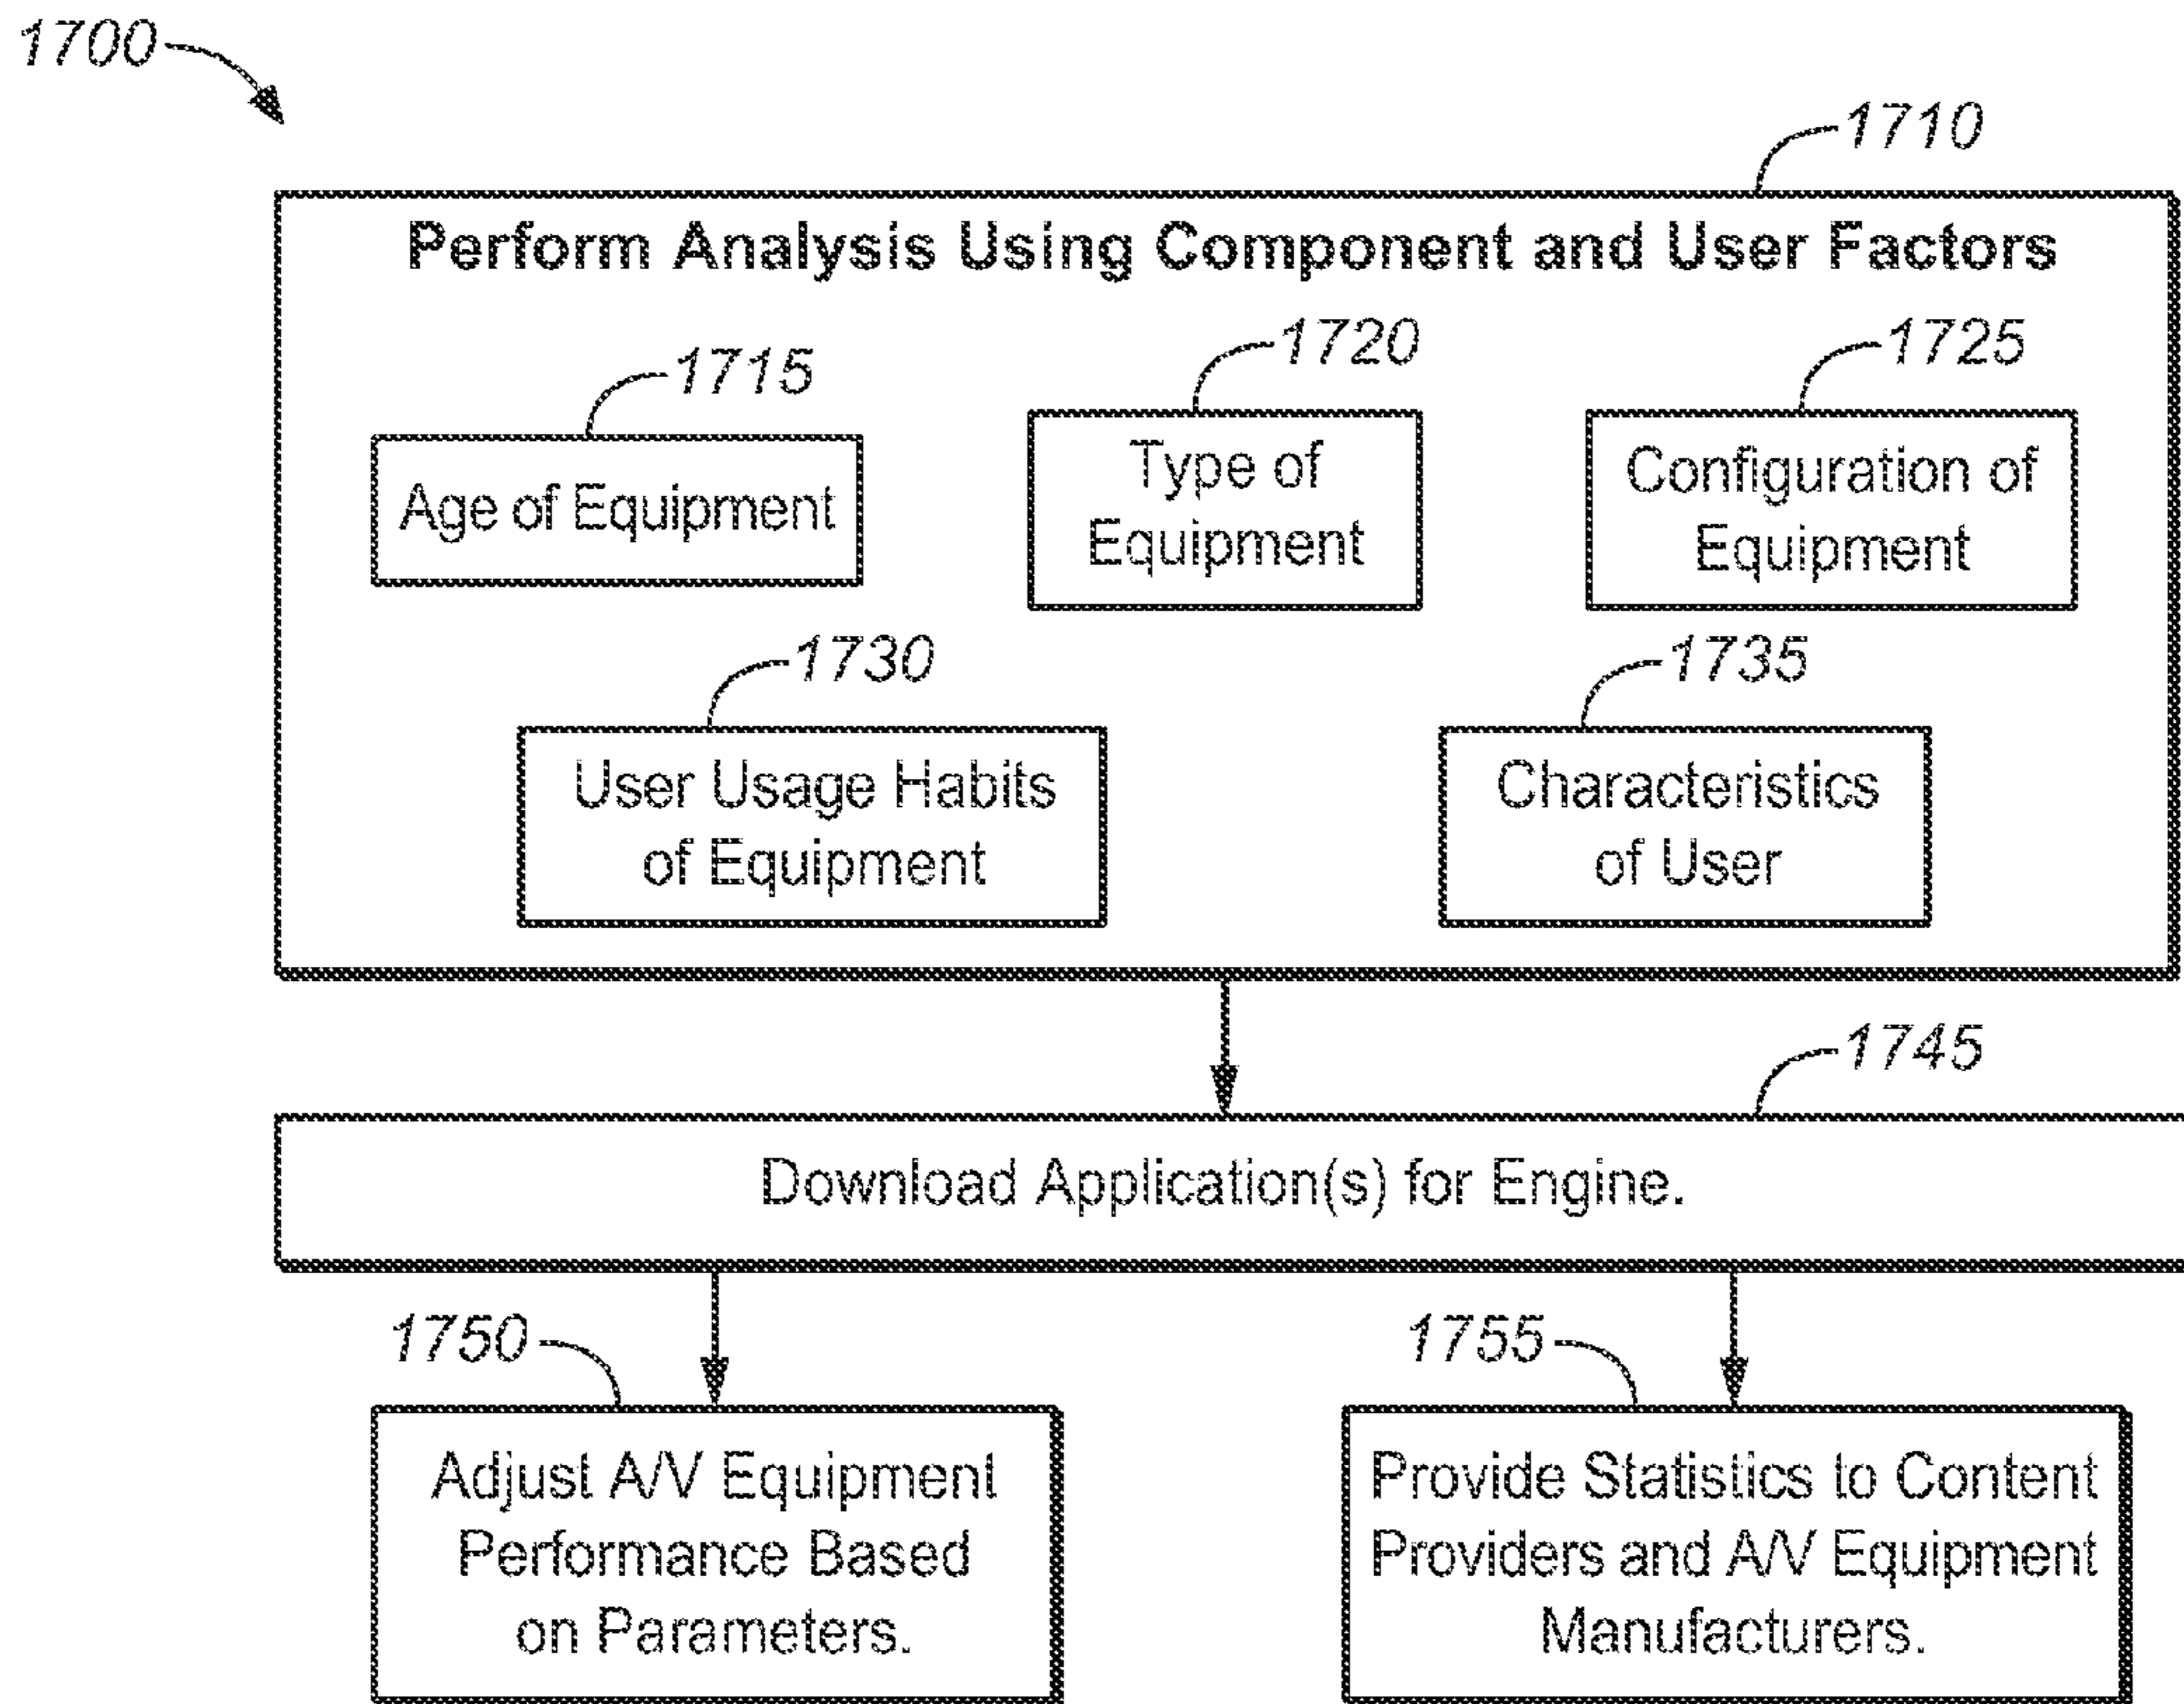 1700
1710
Perform Analysis Using Component and User Factors
1715
1720
1725
Age of Equipment
Type of
Equipment
Configuration of
Equipment
1730
1735
User Usage Habits
of Equipment
Characteristics
of User
1745
Download Application(s) for Engine.
1750
1755
Adjust A/V Equipment
Performance Based
on Parameters.
Provide Statistics to Content
Providers and A/V Equipment
Manufacturers.